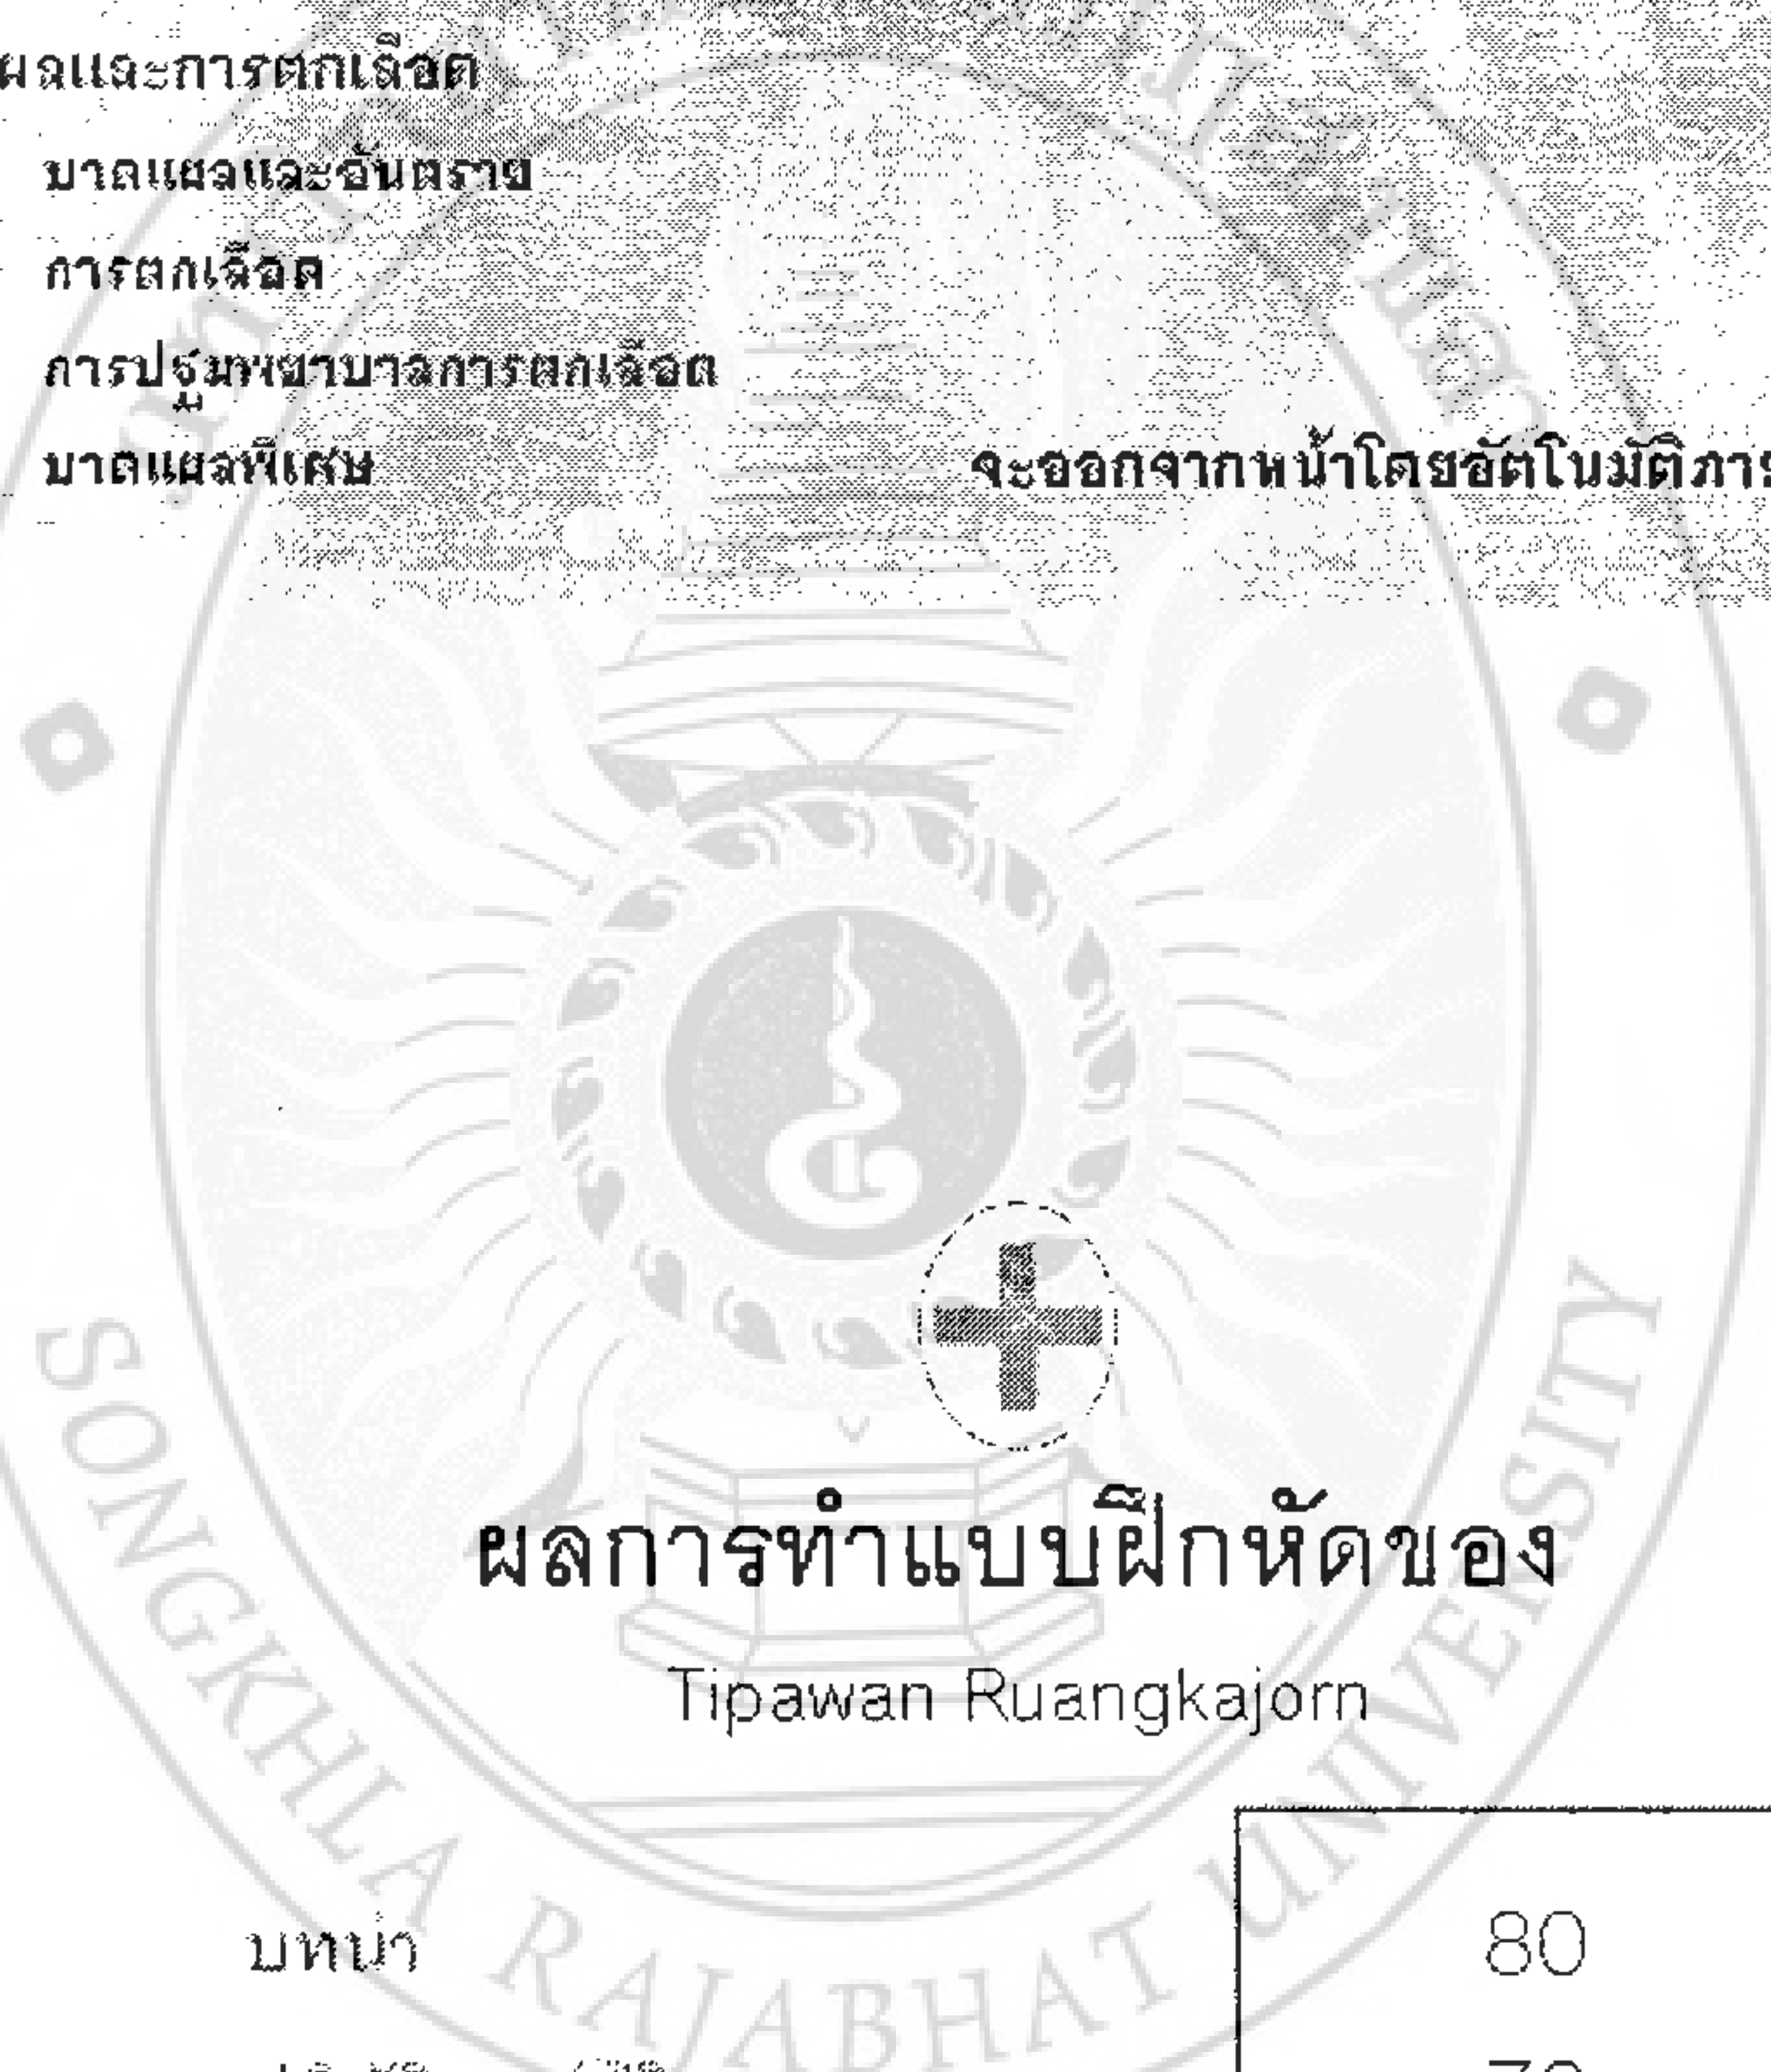 ผลและการตกเลือด
บาดแผลและอันตราย
การตกเลือด
การปฐมพยาบาลการตกเลือด
บาดแผลพิเศษ
จะออกจากหน้าโดยอัตโนมัติภาย
ผลการทำแบบฝึกหัดของ
Tipawan Ruangkajorn
บทนำ
80
SONGKHLA RAJABHAT UNIVERSITY